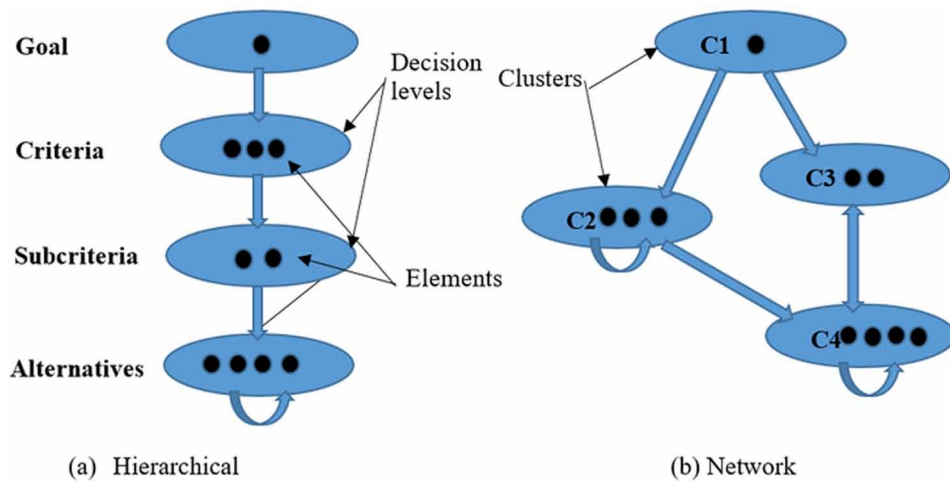 Goal
Criteria
Subcriteria
Alternatives
Decision
levels
Elements
(a) Hierarchical
Clusters
C1
C2
C3
C4
(b) Network